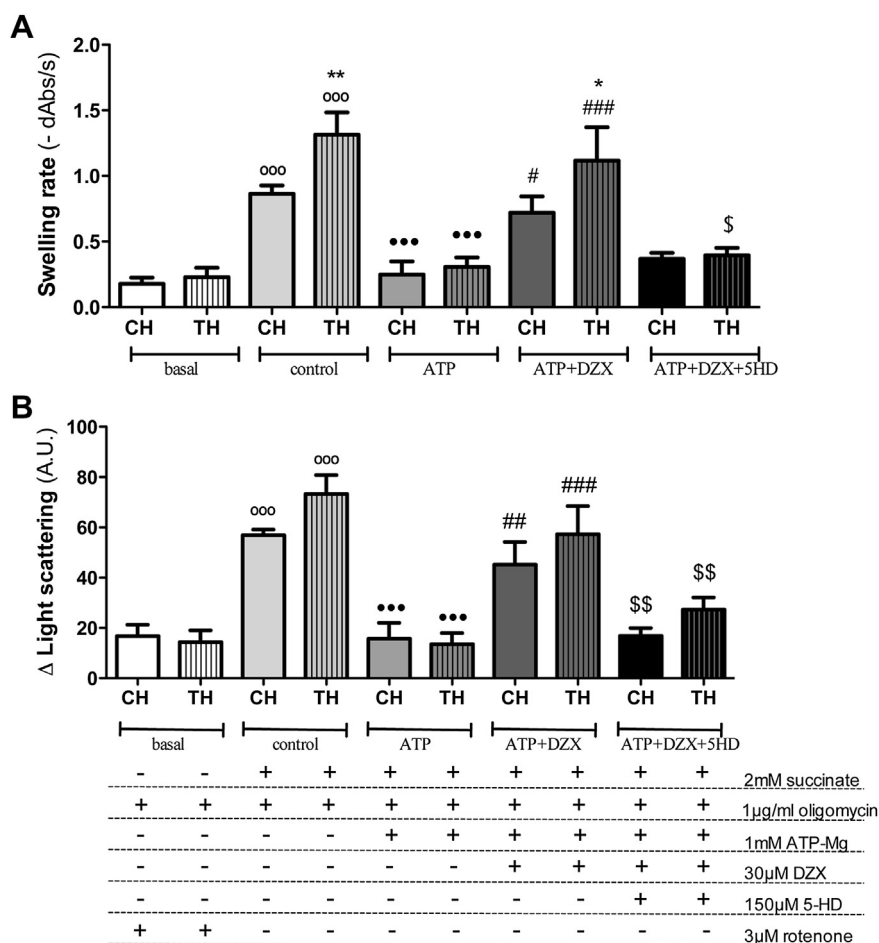 A
Swelling rate (- dAbs/s)
2.0
1.5
1.0
0.5
0.0
**
ooo
ooo
*
###
#
•••
•••
$
CH TH CH TH CH TH CH TH CH TH
basal control ATP ATP+DZX ATP+DZX+5HD
B
Δ Light scattering (A.U.)
100
80
60
40
20
0
ooo
ooo
###
##
•••
•••
$$
$$
CH TH CH TH CH TH CH TH CH TH
basal control ATP ATP+DZX ATP+DZX+5HD
- - + + + + + + + + 2mM succinate
+ + + + + + + + + + 1µg/ml oligomycin
- - - - + + + + + + 1mM ATP-Mg
- - - - - - + + + + 30µM DZX
- - - - - - - - + + 150µM 5-HD
+ + - - - - - - - - 3µM rotenone